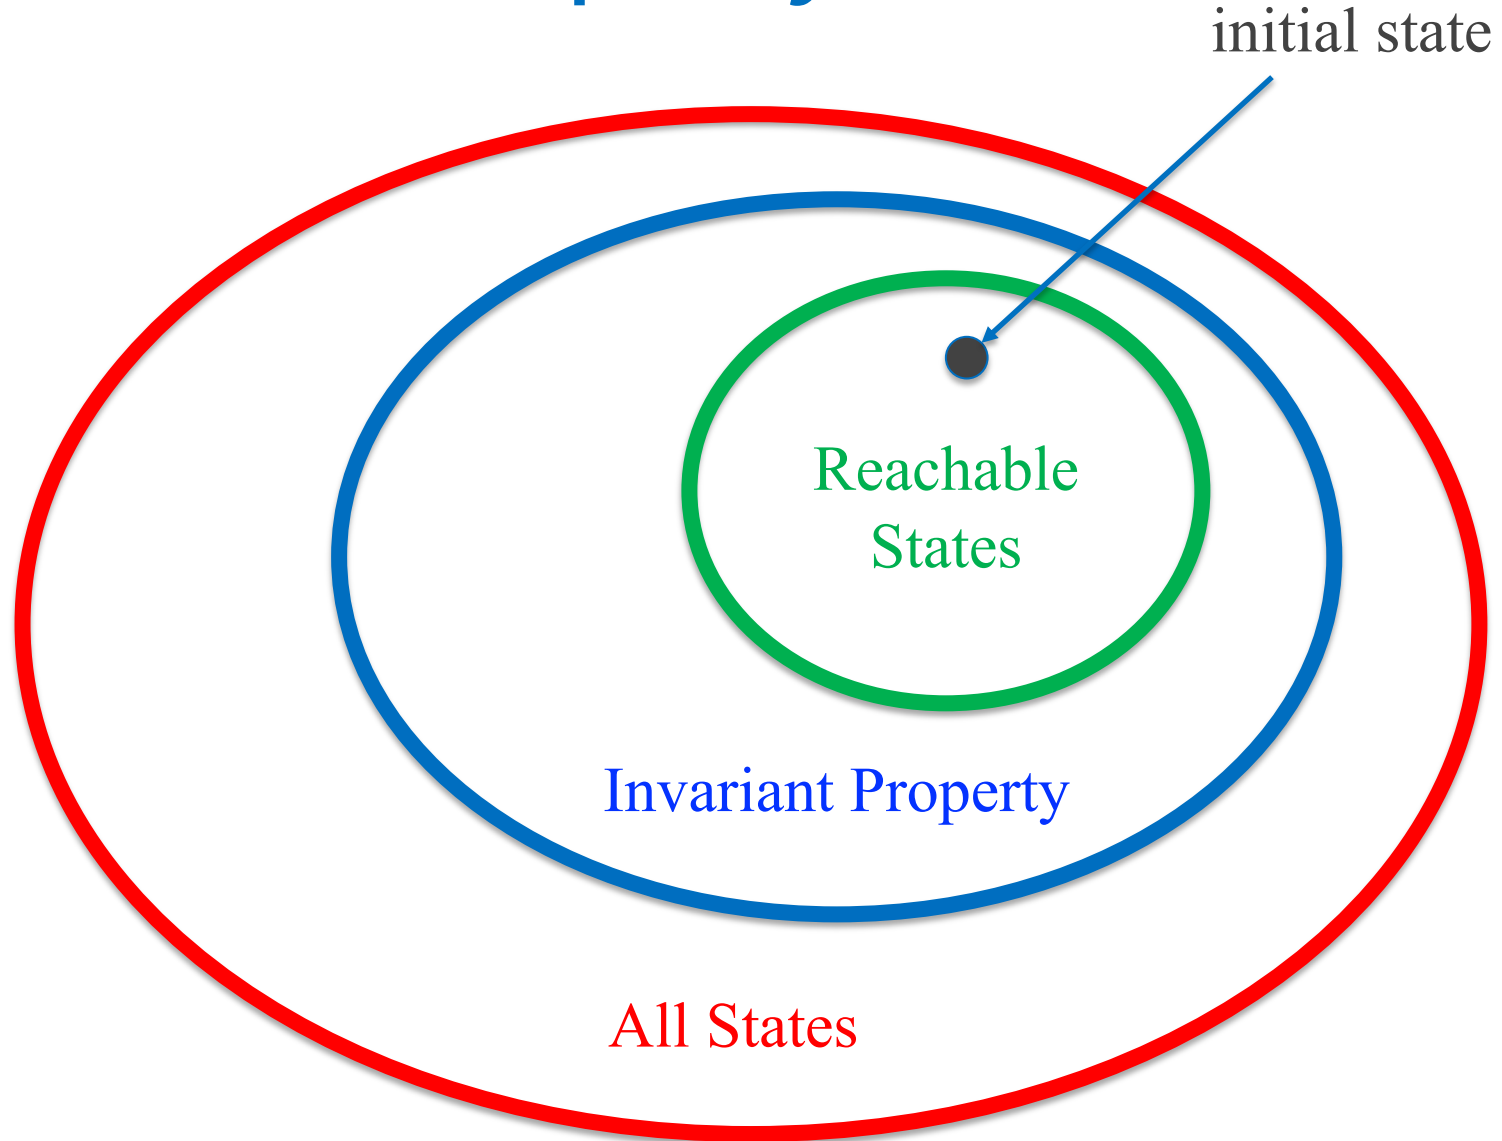 initial state
Reachable
States
Invariant Property
All States